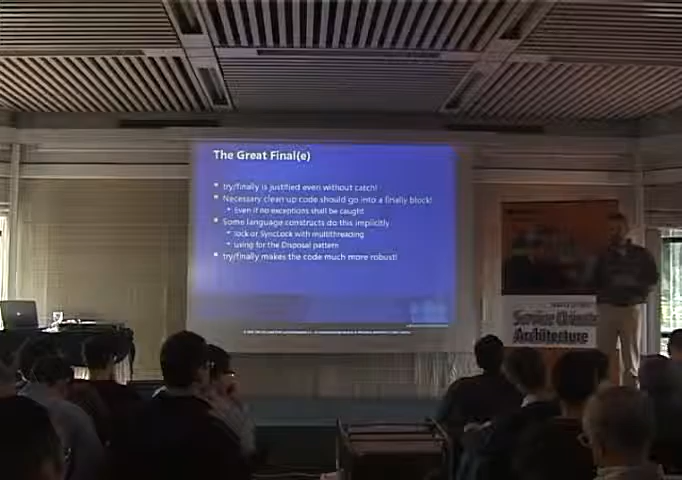 The Great Final(e)
try/finally is justified even without catch!
Necessary clean up code should go into a finally block!
Even if no exceptions shall be caught
Some language constructs do this implicitly
lock or SyncLock with multithreading
using for the Disposal pattern
try/finally makes the code much more robust!
Service
Architecture